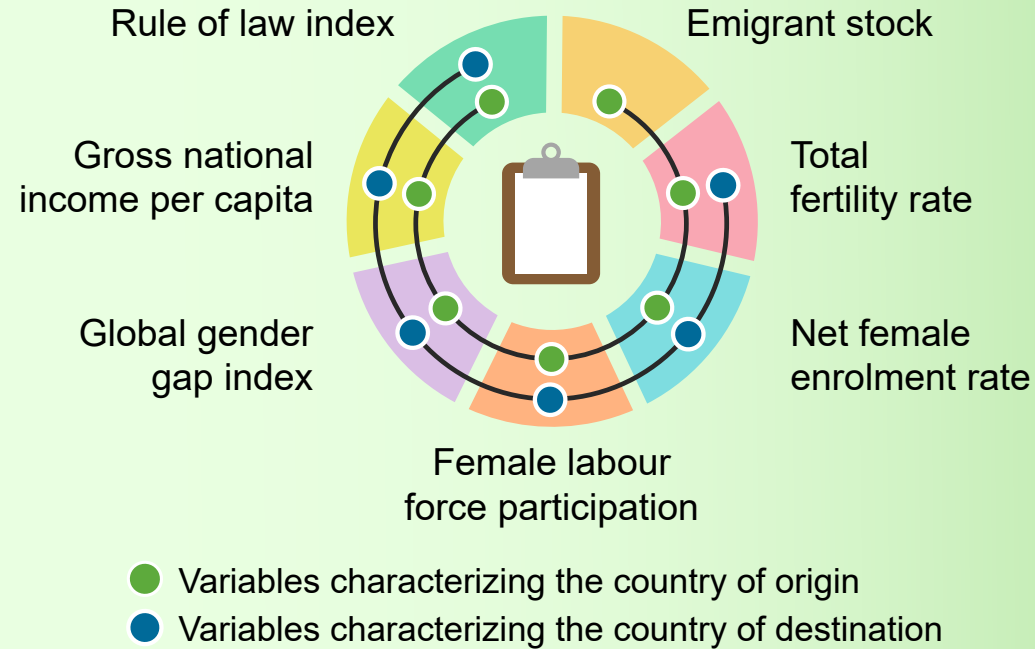 Rule of law index
Emigrant stock
Gross national
income per capita
Total
fertility rate
Global gender
gap index
Net female
enrolment rate
Female labour
force participation
Variables characterizing the country of origin
Variables characterizing the country of destination